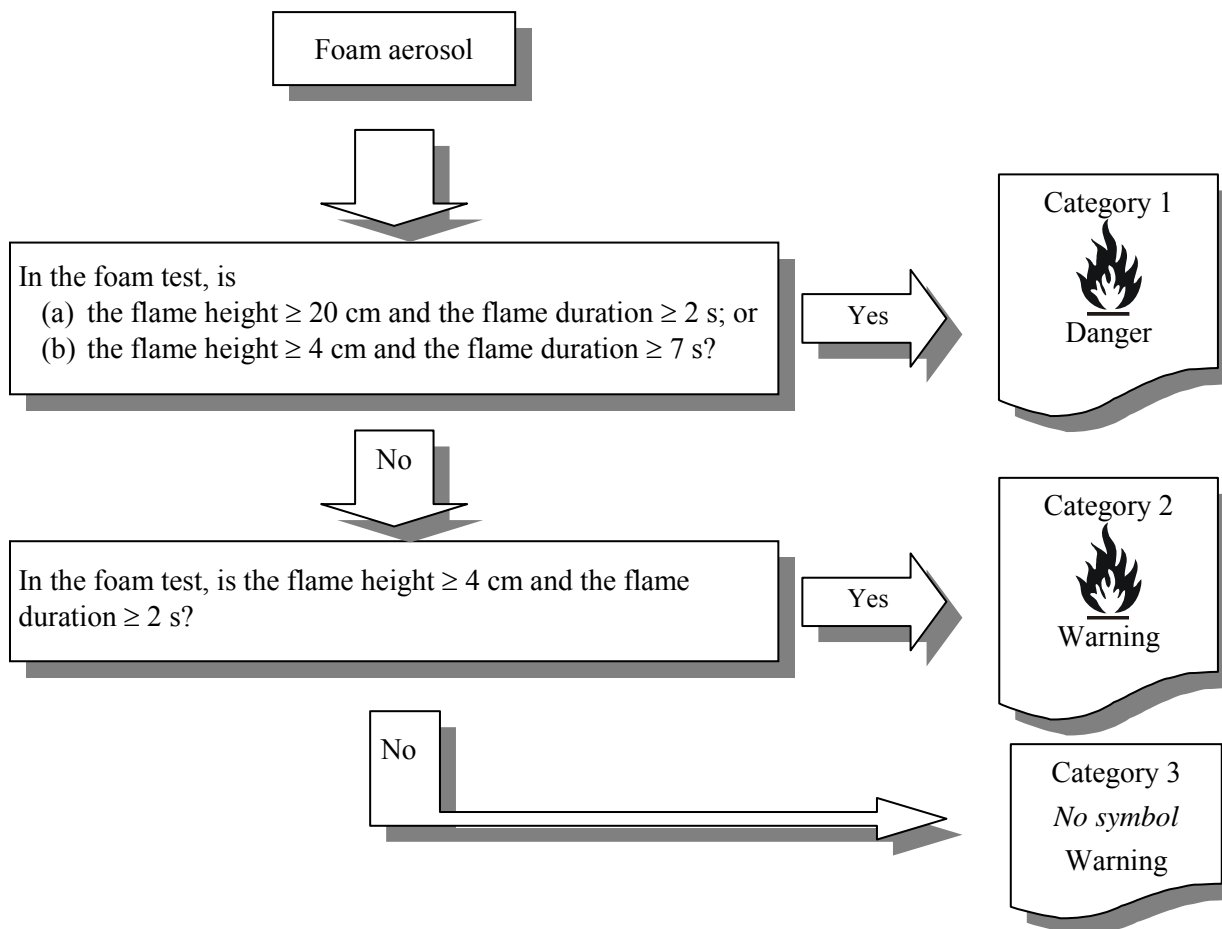 Foam aerosol
Category 1
In the foam test, is
(a) the flame height ≥ 20 cm and the flame duration ≥ 2 s; or
(b) the flame height ≥ 4 cm and the flame duration ≥ 7 s?
Yes
Danger
No
Category 2
In the foam test, is the flame height ≥ 4 cm and the flame
duration ≥ 2 s?
Yes
Warning
No
Category 3
No symbol
Warning